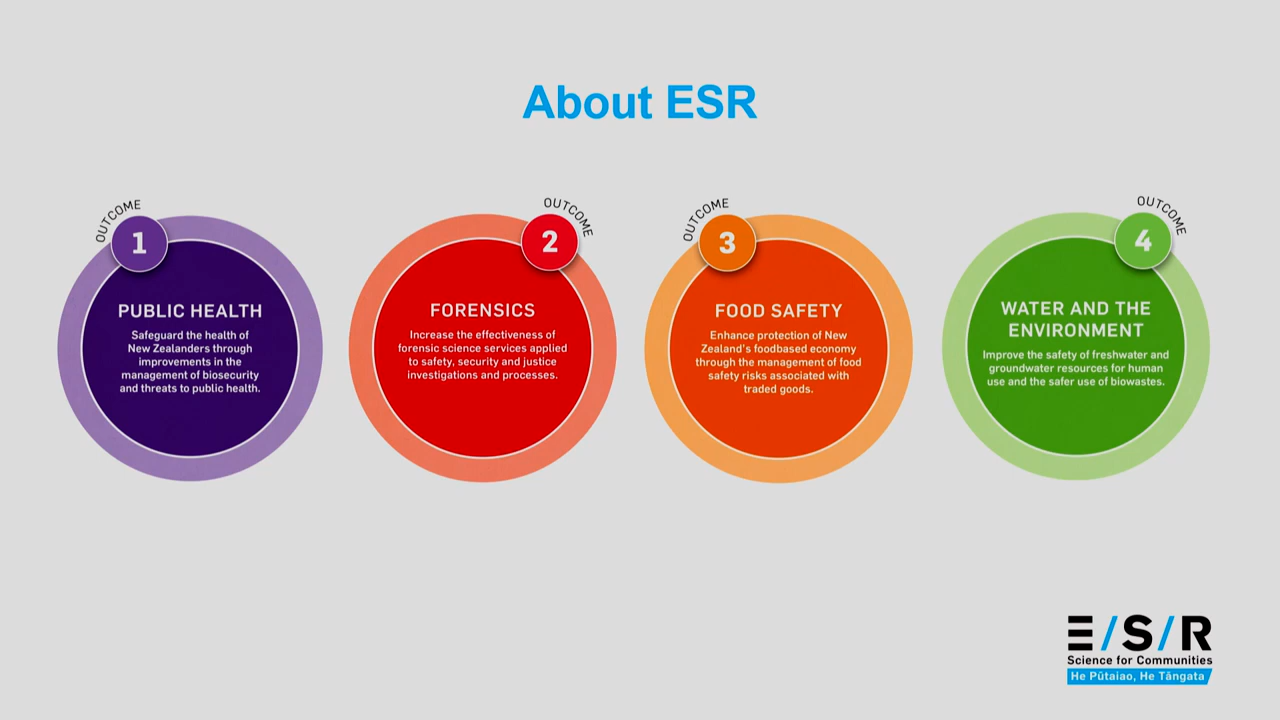 About ESR
OUTCOME
1
PUBLIC HEALTH
Safeguard the health of
New Zealanders through
improvements in the
management of biosecurity
and threats to public health.
OUTCOME
2
FORENSICS
Increase the effectiveness of
forensic science services applied
to safety, security and justice
investigations and processes.
OUTCOME
3
FOOD SAFETY
Enhance protection of New
Zealand's foodbased economy
through the management of food
safety risks associated with
traded goods.
OUTCOME
4
WATER AND THE
ENVIRONMENT
Improve the safety of freshwater and
groundwater resources for human
use and the safer use of biowastes.
E/S/R
Science for Communities
He Pūtaiao, He Tāngata